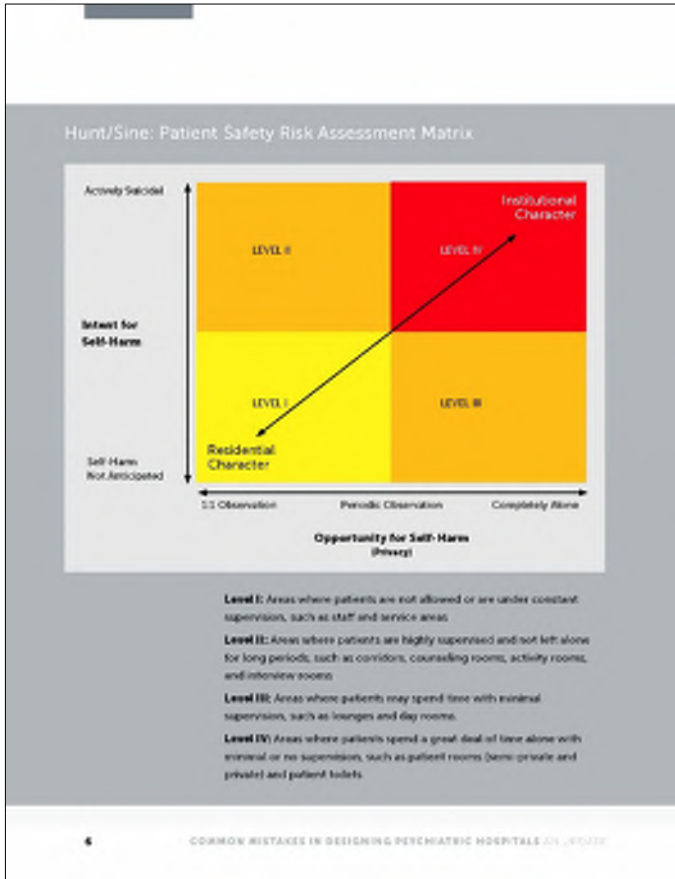 Hunt/Sine: Patient Safety Risk Assessment Matrix
Actively Suicidal
Institutional
Character
LEVEL II
LEVEL IV
Intent for
Self-Harm
LEVEL I
LEVEL III
Residential
Character
Self-Harm
Not Anticipated
1:1 Observation
Periodic Observation
Completely Alone
Opportunity for Self-Harm
(Privacy)
Level I: Areas where patients are not allowed or are under constant
supervision, such as staff and service areas
Level II: Areas where patients are highly supervised and not left alone
for long periods, such as corridors, counseling rooms, activity rooms,
and interview rooms
Level III: Areas where patients may spend time with minimal
supervision, such as lounges and day rooms.
Level IV: Areas where patients spend a great deal of time alone with
minimal or no supervision, such as patient rooms (semi-private and
private) and patient toilets
6
COMMON MISTAKES IN DESIGNING PSYCHIATRIC HOSPITALS AN UPDATE